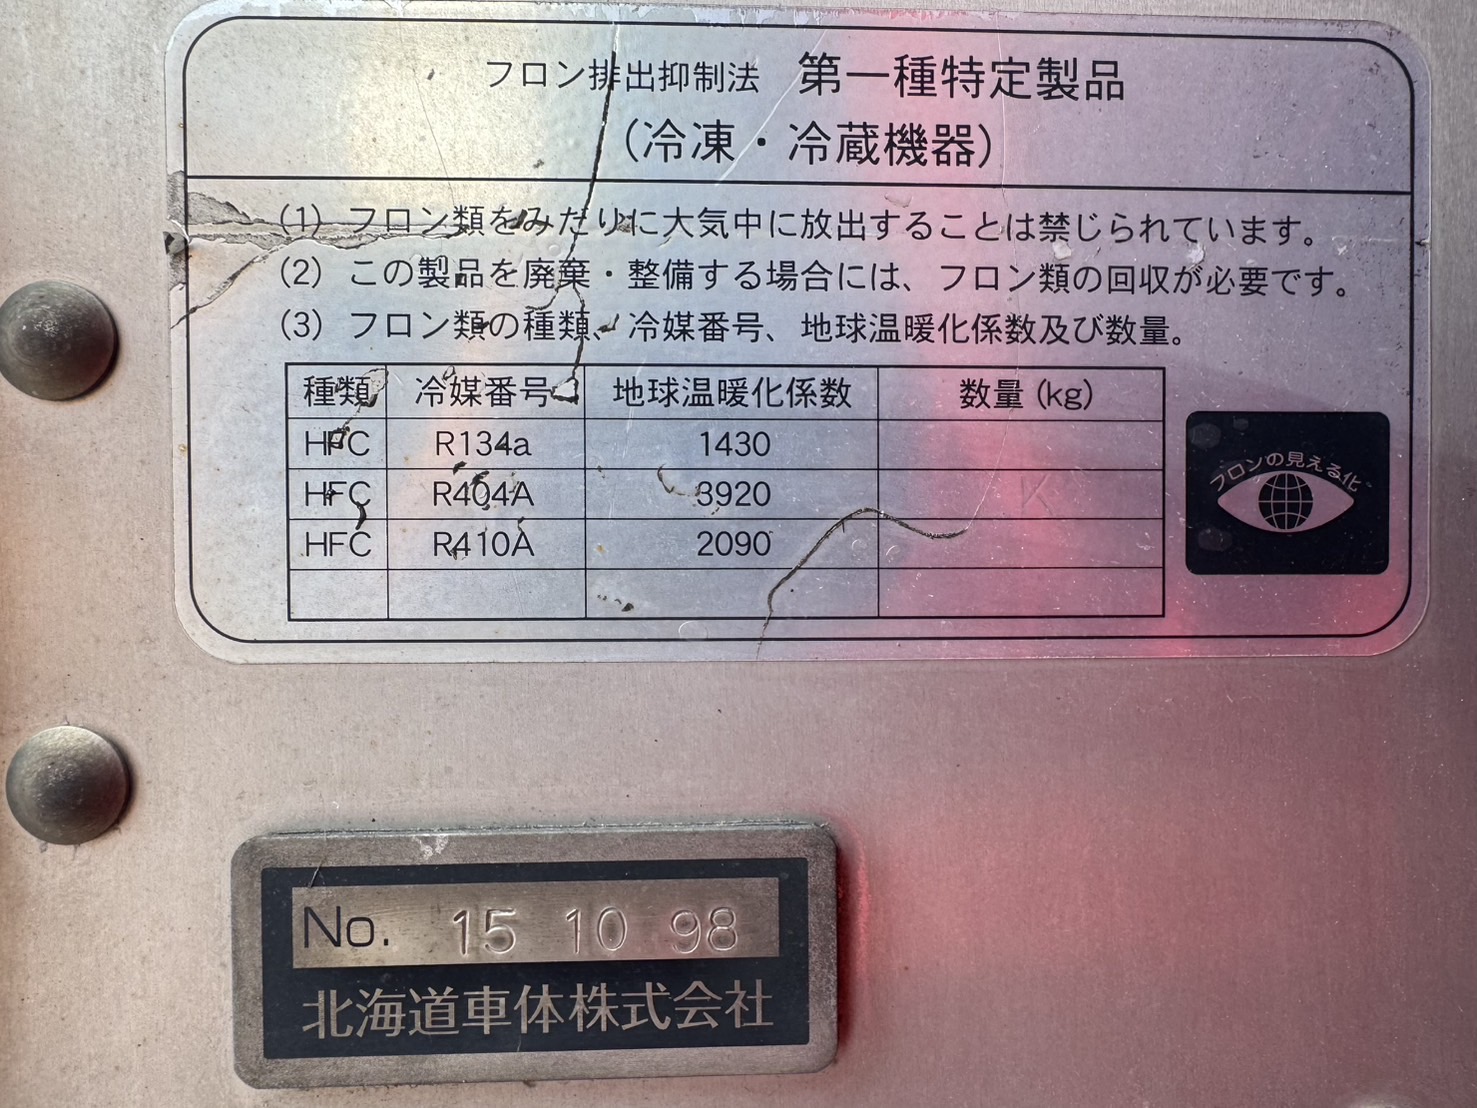 フロン排出抑制法　第一種特定製品
（冷凍・冷蔵機器）
(1) フロン類をみだりに大気中に放出することは禁じられています。
(2) この製品を廃棄・整備する場合には、フロン類の回収が必要です。
(3) フロン類の種類、冷媒番号、地球温暖化係数及び数量。
種類 冷媒番号 地球温暖化係数 数量 (kg)
HFC R134a 1430
HFC R404A 3920
HFC R410A 2090
フロンの見える化
No. 15 10 98
北海道車体株式会社